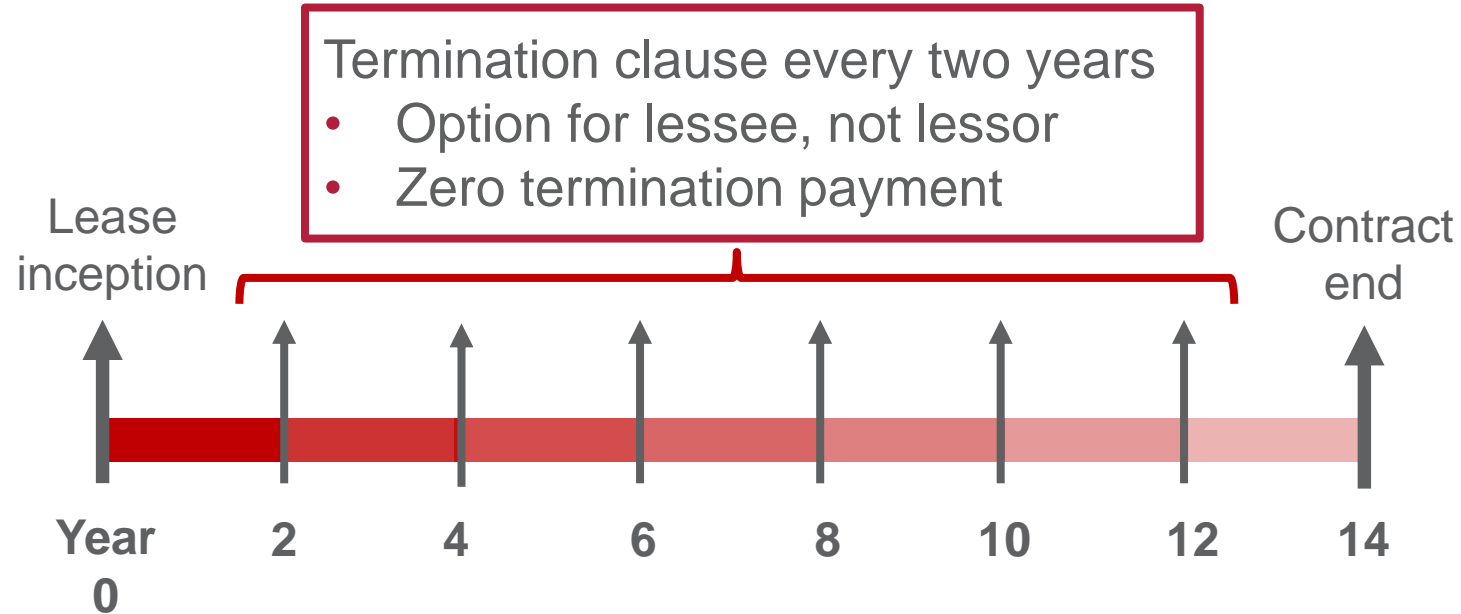 Termination clause every two years
• Option for lessee, not lessor
• Zero termination payment
Lease
inception
Contract
end
Year
0
2
4
6
8
10
12
14